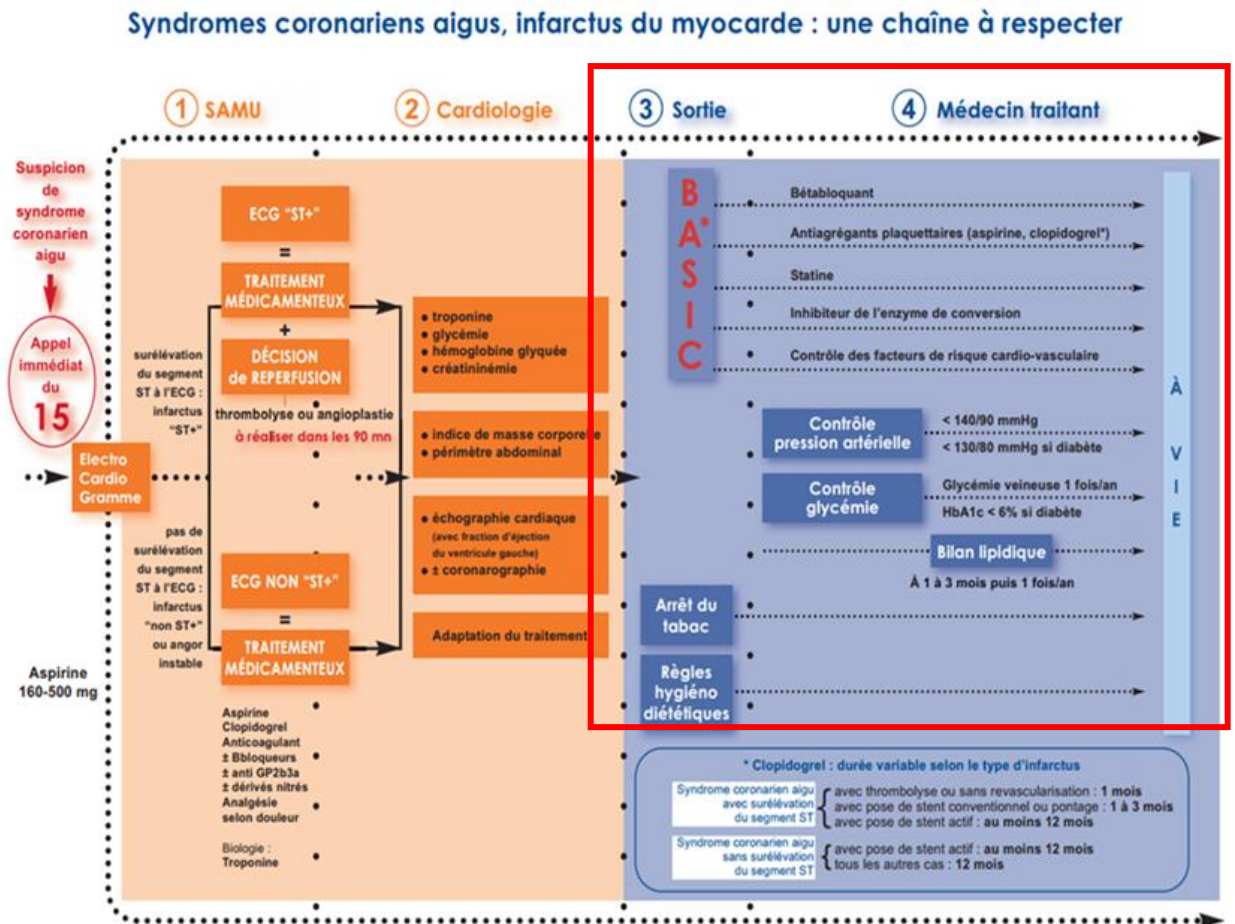 Syndromes coronariens aigus, infarctus du myocarde : une chaîne à respecter
1 SAMU
2 Cardiologie
3 Sortie
4 Médecin traitant
Suspicion
de
syndrome
coronarien
aigu
Appel
immédiat
du
15
Electro
Cardio
Gramme
Aspirine
160-500 mg
surélévation
du segment
ST à l'ECG :
infarctus
"ST+"
pas de
surélévation
du segment
ST à l'ECG :
infarctus
"non ST+"
ou angor
instable
ECG "ST+"
=
TRAITEMENT
MÉDICAMENTEUX
+
DÉCISION
de REPERFUSION
thrombolyse ou angioplastie
à réaliser dans les 90 mn
ECG NON "ST+"
=
TRAITEMENT
MÉDICAMENTEUX
Aspirine
Clopidogrel
Anticoagulant
± Bbloqueurs
± anti GP2b3a
± dérivés nitrés
Analgésie
selon douleur
Biologie :
Troponine
• troponine
• glycémie
• hémoglobine glyquée
• créatininémie
• indice de masse corporelle
• périmètre abdominal
• échographie cardiaque
(avec fraction d'éjection
du ventricule gauche)
• ± coronarographie
Adaptation du traitement
B
A*
S
I
C
Bétabloquant
Antiagrégants plaquettaires (aspirine, clopidogrel*)
Statine
Inhibiteur de l'enzyme de conversion
Contrôle des facteurs de risque cardio-vasculaire
Contrôle
pression artérielle
< 140/90 mmHg
< 130/80 mmHg si diabète
Contrôle
glycémie
Glycémie veineuse 1 fois/an
HbA1c < 6% si diabète
Bilan lipidique
À 1 à 3 mois puis 1 fois/an
Arrêt du
tabac
Règles
hygiéno
diététiques
À
V
I
E
* Clopidogrel : durée variable selon le type d'infarctus
Syndrome coronarien aigu
avec surélévation
du segment ST
avec thrombolyse ou sans revascularisation : 1 mois
avec pose de stent conventionnel ou pontage : 1 à 3 mois
avec pose de stent actif : au moins 12 mois
Syndrome coronarien aigu
sans surélévation
du segment ST
avec pose de stent actif : au moins 12 mois
tous les autres cas : 12 mois